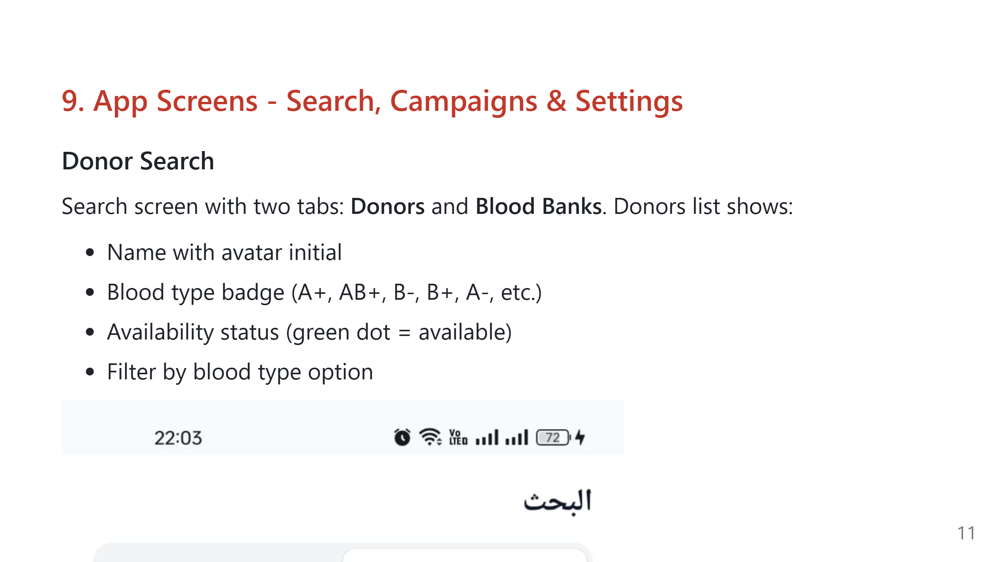 9. App Screens - Search, Campaigns & Settings
Donor Search
Search screen with two tabs: Donors and Blood Banks. Donors list shows:
• Name with avatar initial
• Blood type badge (A+, AB+, B-, B+, A-, etc.)
• Availability status (green dot = available)
• Filter by blood type option
22:03 Vo LTE 72
البحث
11